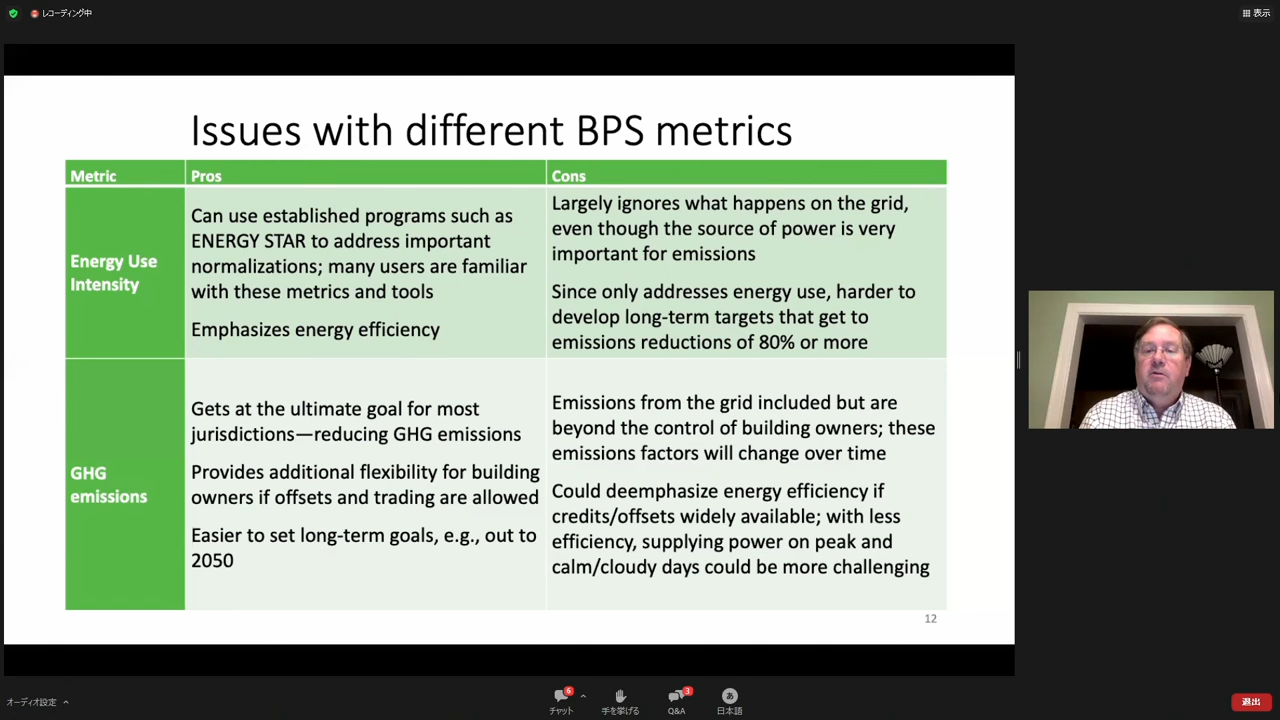 レコーディング中
表示
Issues with different BPS metrics
Metric
Pros
Cons
Energy Use
Intensity
Can use established programs such as
ENERGY STAR to address important
normalizations; many users are familiar
with these metrics and tools
Emphasizes energy efficiency
Largely ignores what happens on the grid,
even though the source of power is very
important for emissions
Since only addresses energy use, harder to
develop long-term targets that get to
emissions reductions of 80% or more
GHG
emissions
Gets at the ultimate goal for most
jurisdictions—reducing GHG emissions
Provides additional flexibility for building
owners if offsets and trading are allowed
Easier to set long-term goals, e.g., out to
2050
Emissions from the grid included but are
beyond the control of building owners; these
emissions factors will change over time
Could deemphasize energy efficiency if
credits/offsets widely available; with less
efficiency, supplying power on peak and
calm/cloudy days could be more challenging
12
オーディオ設定
6
チャット
手を挙げる
3
Q&A
あ
日本語
退出